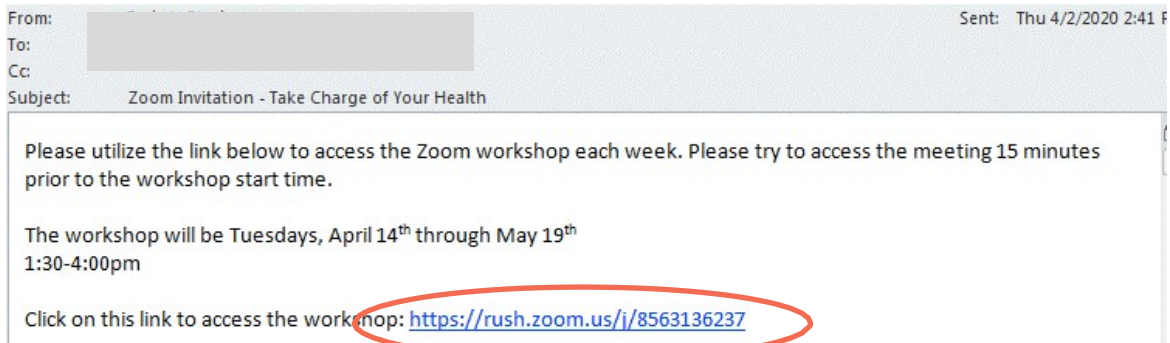 From:
Sent: Thu 4/2/2020 2:41 P
To:
Cc:
Subject: Zoom Invitation - Take Charge of Your Health
Please utilize the link below to access the Zoom workshop each week. Please try to access the meeting 15 minutes
prior to the workshop start time.
The workshop will be Tuesdays, April 14th through May 19th
1:30-4:00pm
Click on this link to access the workshop: https://rush.zoom.us/j/8563136237